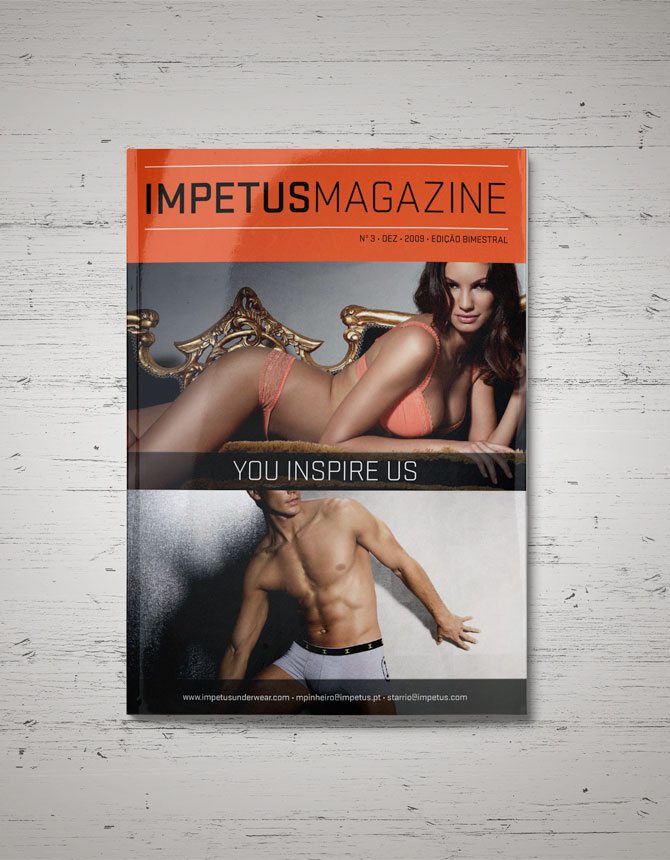 IMPETUSMAGAZINE
Nº 3 • DEZ • 2009 • EDIÇÃO BIMESTRAL
YOU INSPIRE US
www.impetusunderwear.com • mpinheiro@impetus.pt • starrio@impetus.com